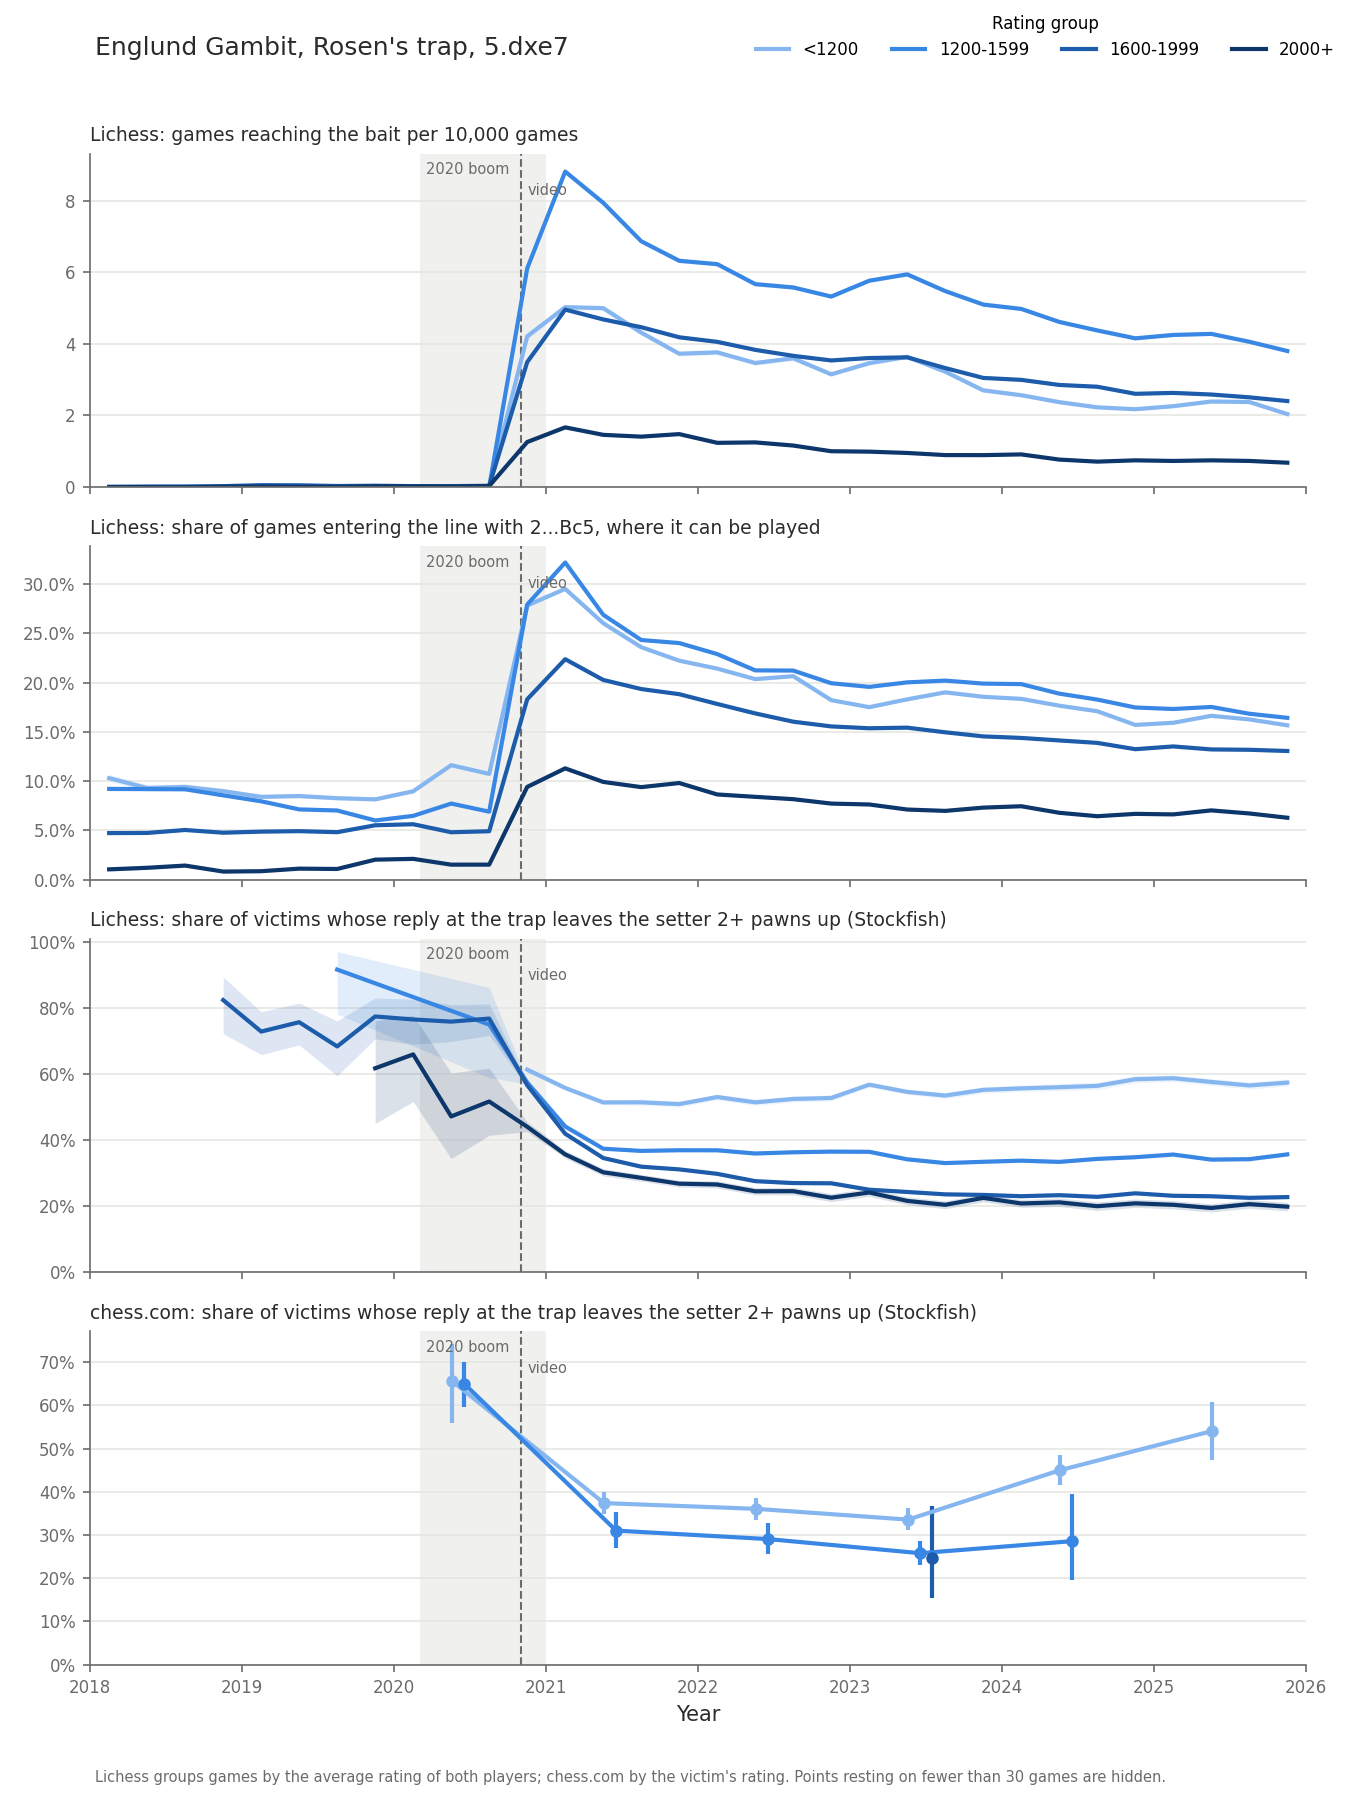 Englund Gambit, Rosen's trap, 5.dxe7
Rating group
<1200
1200-1599
1600-1999
2000+
Lichess: games reaching the bait per 10,000 games
2020 boom
video
8
6
4
2
0
Lichess: share of games entering the line with 2...Bc5, where it can be played
2020 boom
video
30.0%
25.0%
20.0%
15.0%
10.0%
5.0%
0.0%
Lichess: share of victims whose reply at the trap leaves the setter 2+ pawns up (Stockfish)
2020 boom
video
100%
80%
60%
40%
20%
0%
chess.com: share of victims whose reply at the trap leaves the setter 2+ pawns up (Stockfish)
2020 boom
video
70%
60%
50%
40%
30%
20%
10%
0%
2018 2019 2020 2021 2022 2023 2024 2025 2026
Year
Lichess groups games by the average rating of both players; chess.com by the victim's rating. Points resting on fewer than 30 games are hidden.